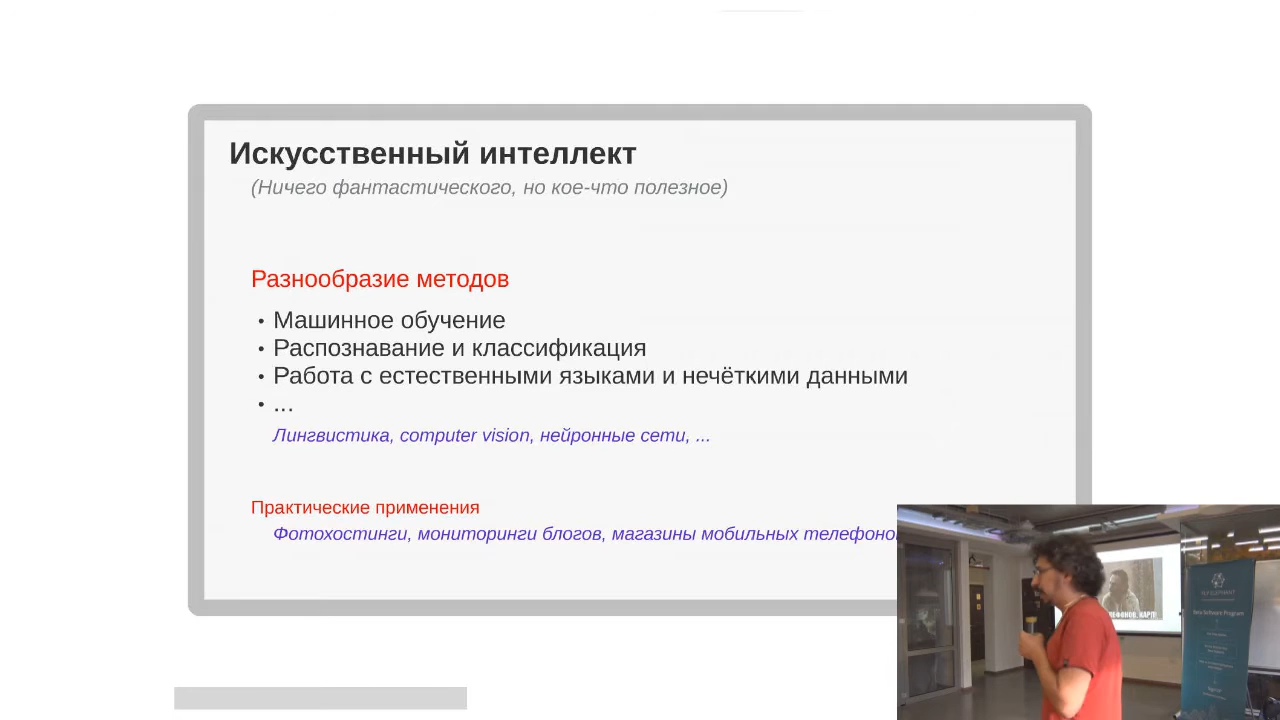 Искусственный интеллект
(Ничего фантастического, но кое-что полезное)
Разнообразие методов
• Машинное обучение
• Распознавание и классификация
• Работа с естественными языками и нечёткими данными
• ...
Лингвистика, computer vision, нейронные сети, ...
Практические применения
Фотохостинги, мониторинги блогов, магазины мобильных